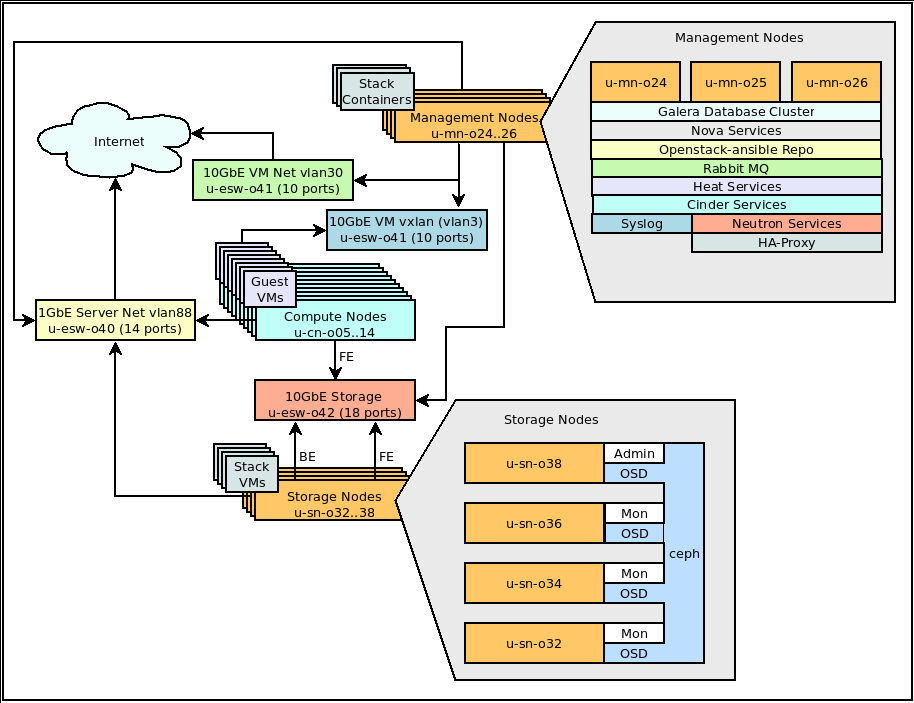 Management Nodes
u-mn-o24
u-mn-o25
u-mn-o26
Galera Database Cluster
Nova Services
Openstack-ansible Repo
Rabbit MQ
Heat Services
Cinder Services
Syslog
Neutron Services
HA-Proxy
Stack
Containers
Management Nodes
u-mn-o24..26
Internet
10GbE VM Net vlan30
u-esw-o41 (10 ports)
10GbE VM vxlan (vlan3)
u-esw-o41 (10 ports)
Guest
VMs
1GbE Server Net vlan88
u-esw-o40 (14 ports)
Compute Nodes
u-cn-o05..14
FE
10GbE Storage
u-esw-o42 (18 ports)
BE
FE
Stack
VMs
Storage Nodes
u-sn-o32..38
Storage Nodes
u-sn-o38
Admin
OSD
u-sn-o36
Mon
OSD
ceph
u-sn-o34
Mon
OSD
u-sn-o32
Mon
OSD